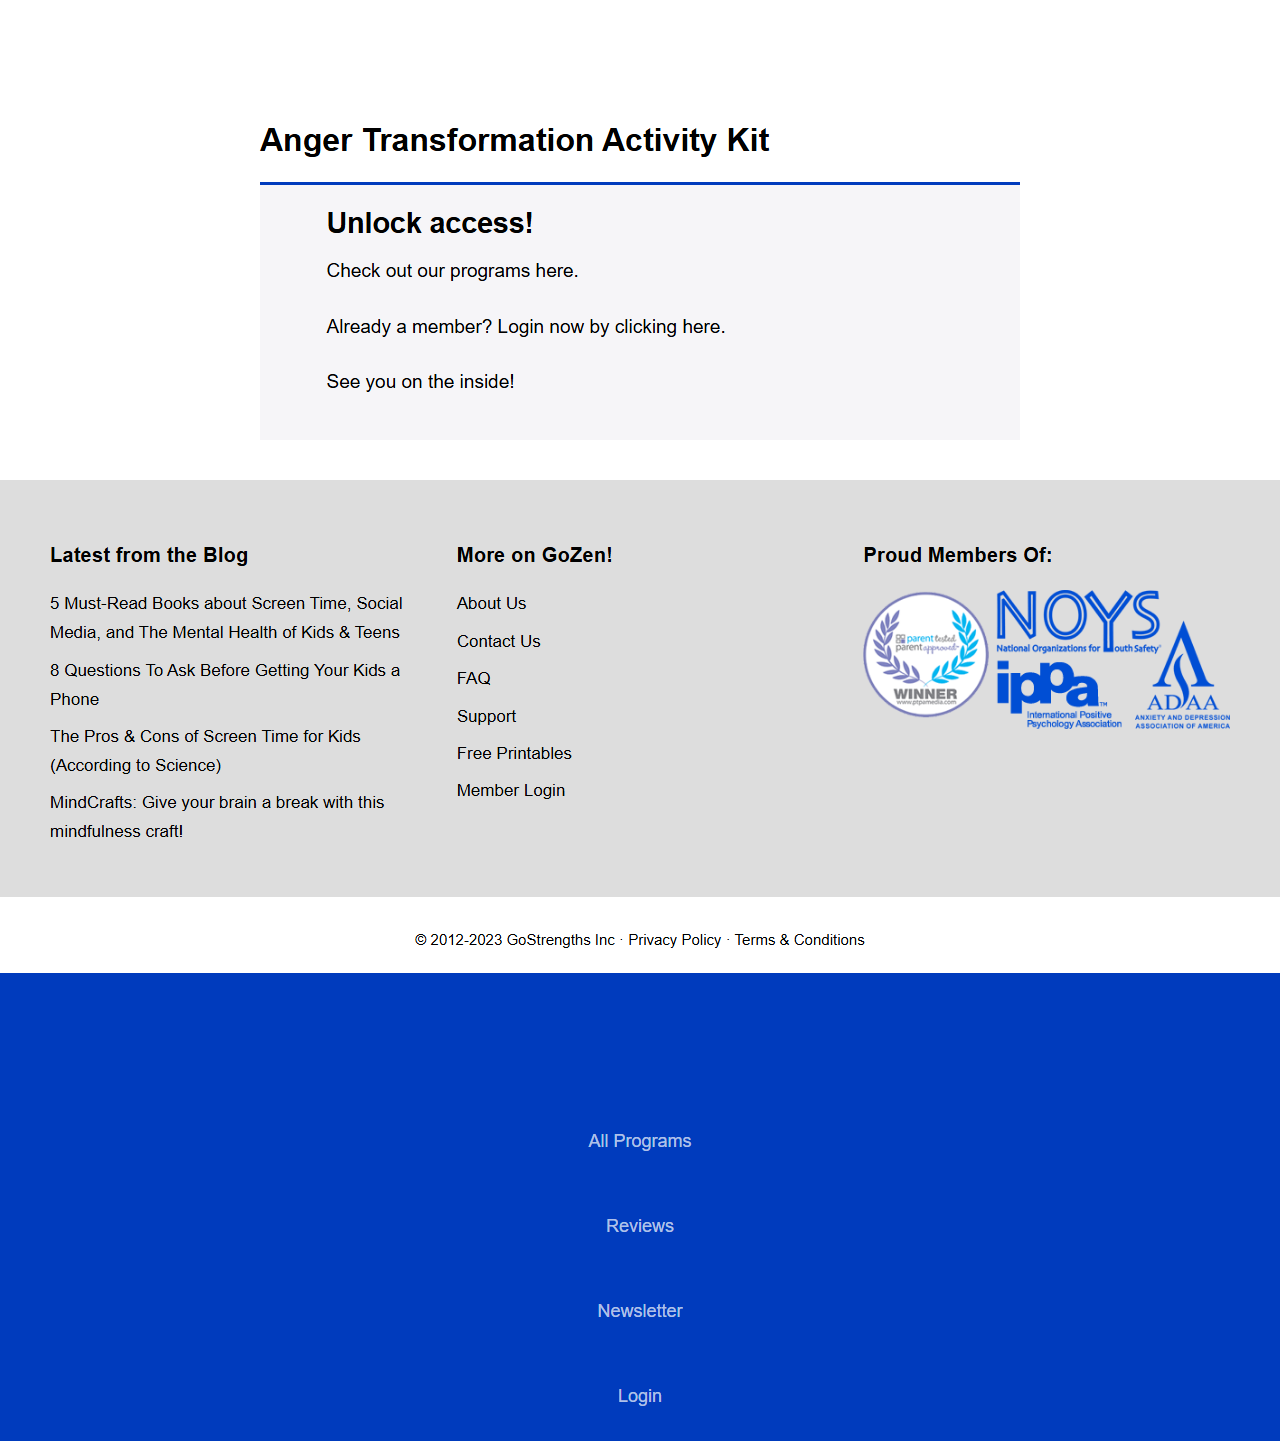 Anger Transformation Activity Kit
Unlock access!
Check out our programs here.
Already a member? Login now by clicking here.
See you on the inside!
Latest from the Blog
5 Must-Read Books about Screen Time, Social
Media, and The Mental Health of Kids & Teens
8 Questions To Ask Before Getting Your Kids a
Phone
The Pros & Cons of Screen Time for Kids
(According to Science)
MindCrafts: Give your brain a break with this
mindfulness craft!
More on GoZen!
About Us
Contact Us
FAQ
Support
Free Printables
Member Login
Proud Members Of:
parent tested
parent approved
WINNER
www.ptpamedia.com
NOYS
National Organizations for Youth Safety
ippa™
International Positive
Psychology Association
ADAA
ANXIETY AND DEPRESSION
ASSOCIATION OF AMERICA
© 2012-2023 GoStrengths Inc · Privacy Policy · Terms & Conditions
All Programs
Reviews
Newsletter
Login